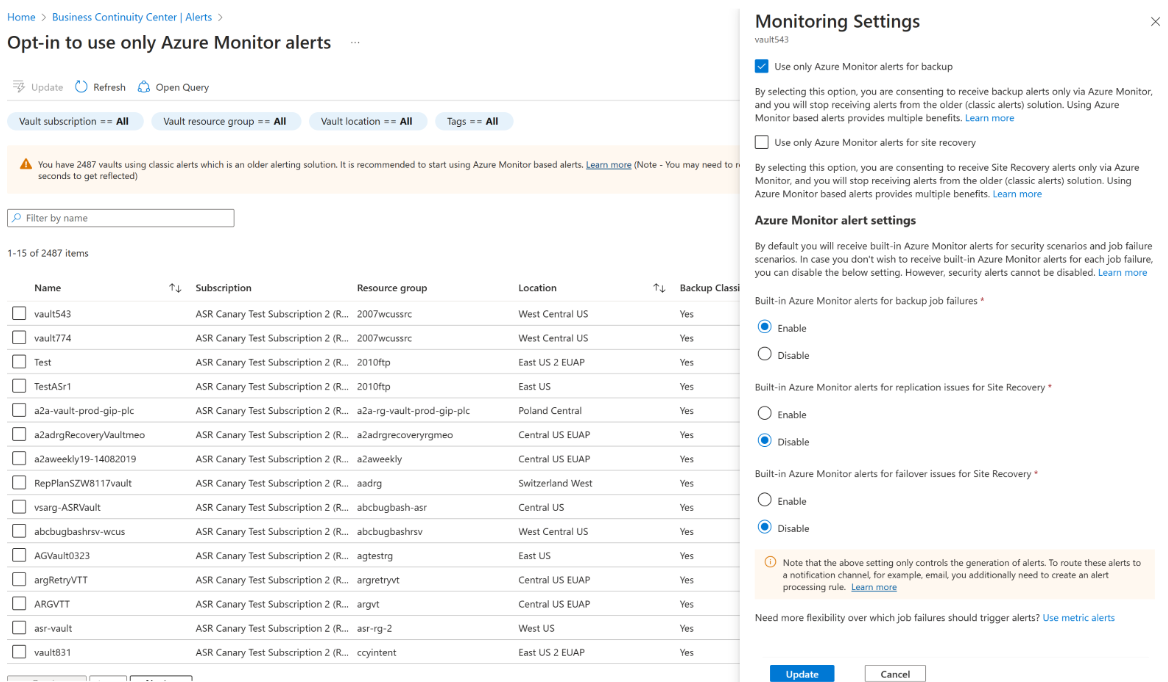 Home > Business Continuity Center | Alerts >
Opt-in to use only Azure Monitor alerts ...
Update Refresh Open Query
Vault subscription == All Vault resource group == All Vault location == All Tags == All
You have 2487 vaults using classic alerts which is an older alerting solution. It is recommended to start using Azure Monitor based alerts. Learn more (Note - You may need to r
seconds to get reflected)
Filter by name
1-15 of 2487 items
Name Subscription Resource group Location Backup Classi
vault543 ASR Canary Test Subscription 2 (R... 2007wcussrc West Central US Yes
vault774 ASR Canary Test Subscription 2 (R... 2007wcussrc West Central US Yes
Test ASR Canary Test Subscription 2 (R... 2010ftp East US 2 EUAP Yes
TestASr1 ASR Canary Test Subscription 2 (R... 2010ftp East US Yes
a2a-vault-prod-gip-plc ASR Canary Test Subscription 2 (R... a2a-rg-vault-prod-gip-plc Poland Central Yes
a2adrgRecoveryVaultmeo ASR Canary Test Subscription 2 (R... a2adrgrecoveryrgmeo Central US EUAP Yes
a2aweekly19-14082019 ASR Canary Test Subscription 2 (R... a2aweekly Central US EUAP Yes
RepPlanSZW8117vault ASR Canary Test Subscription 2 (R... aadrg Switzerland West Yes
vsarg-ASRVault ASR Canary Test Subscription 2 (R... abcbugbash-asr Central US Yes
abcbugbashrsv-wcus ASR Canary Test Subscription 2 (R... abcbugbashrsv West Central US Yes
AGVault0323 ASR Canary Test Subscription 2 (R... agtestrg East US Yes
argRetryVTT ASR Canary Test Subscription 2 (R... argretryvt Central US EUAP Yes
ARGVTT ASR Canary Test Subscription 2 (R... argvt Central US EUAP Yes
asr-vault ASR Canary Test Subscription 2 (R... asr-rg-2 West US Yes
vault831 ASR Canary Test Subscription 2 (R... ccyintent East US 2 EUAP Yes
Monitoring Settings
vault543
Use only Azure Monitor alerts for backup
By selecting this option, you are consenting to receive backup alerts only via Azure Monitor,
and you will stop receiving alerts from the older (classic alerts) solution. Using Azure
Monitor based alerts provides multiple benefits. Learn more
Use only Azure Monitor alerts for site recovery
By selecting this option, you are consenting to receive Site Recovery alerts only via Azure
Monitor, and you will stop receiving alerts from the older (classic alerts) solution. Using
Azure Monitor based alerts provides multiple benefits. Learn more
Azure Monitor alert settings
By default you will receive built-in Azure Monitor alerts for security scenarios and job failure
scenarios. In case you don't wish to receive built-in Azure Monitor alerts for each job failure,
you can disable the below setting. However, security alerts cannot be disabled. Learn more
Built-in Azure Monitor alerts for backup job failures *
Enable
Disable
Built-in Azure Monitor alerts for replication issues for Site Recovery *
Enable
Disable
Built-in Azure Monitor alerts for failover issues for Site Recovery *
Enable
Disable
Note that the above setting only controls the generation of alerts. To route these alerts to
a notification channel, for example, email, you additionally need to create an alert
processing rule. Learn more
Need more flexibility over which job failures should trigger alerts? Use metric alerts
Update Cancel